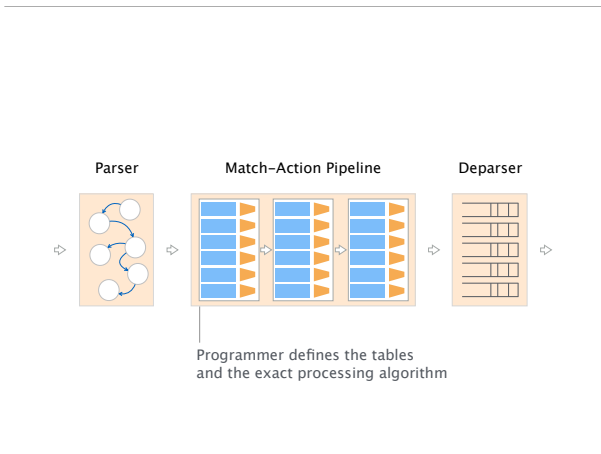 Parser
Match–Action Pipeline
Deparser
Programmer defines the tables
and the exact processing algorithm